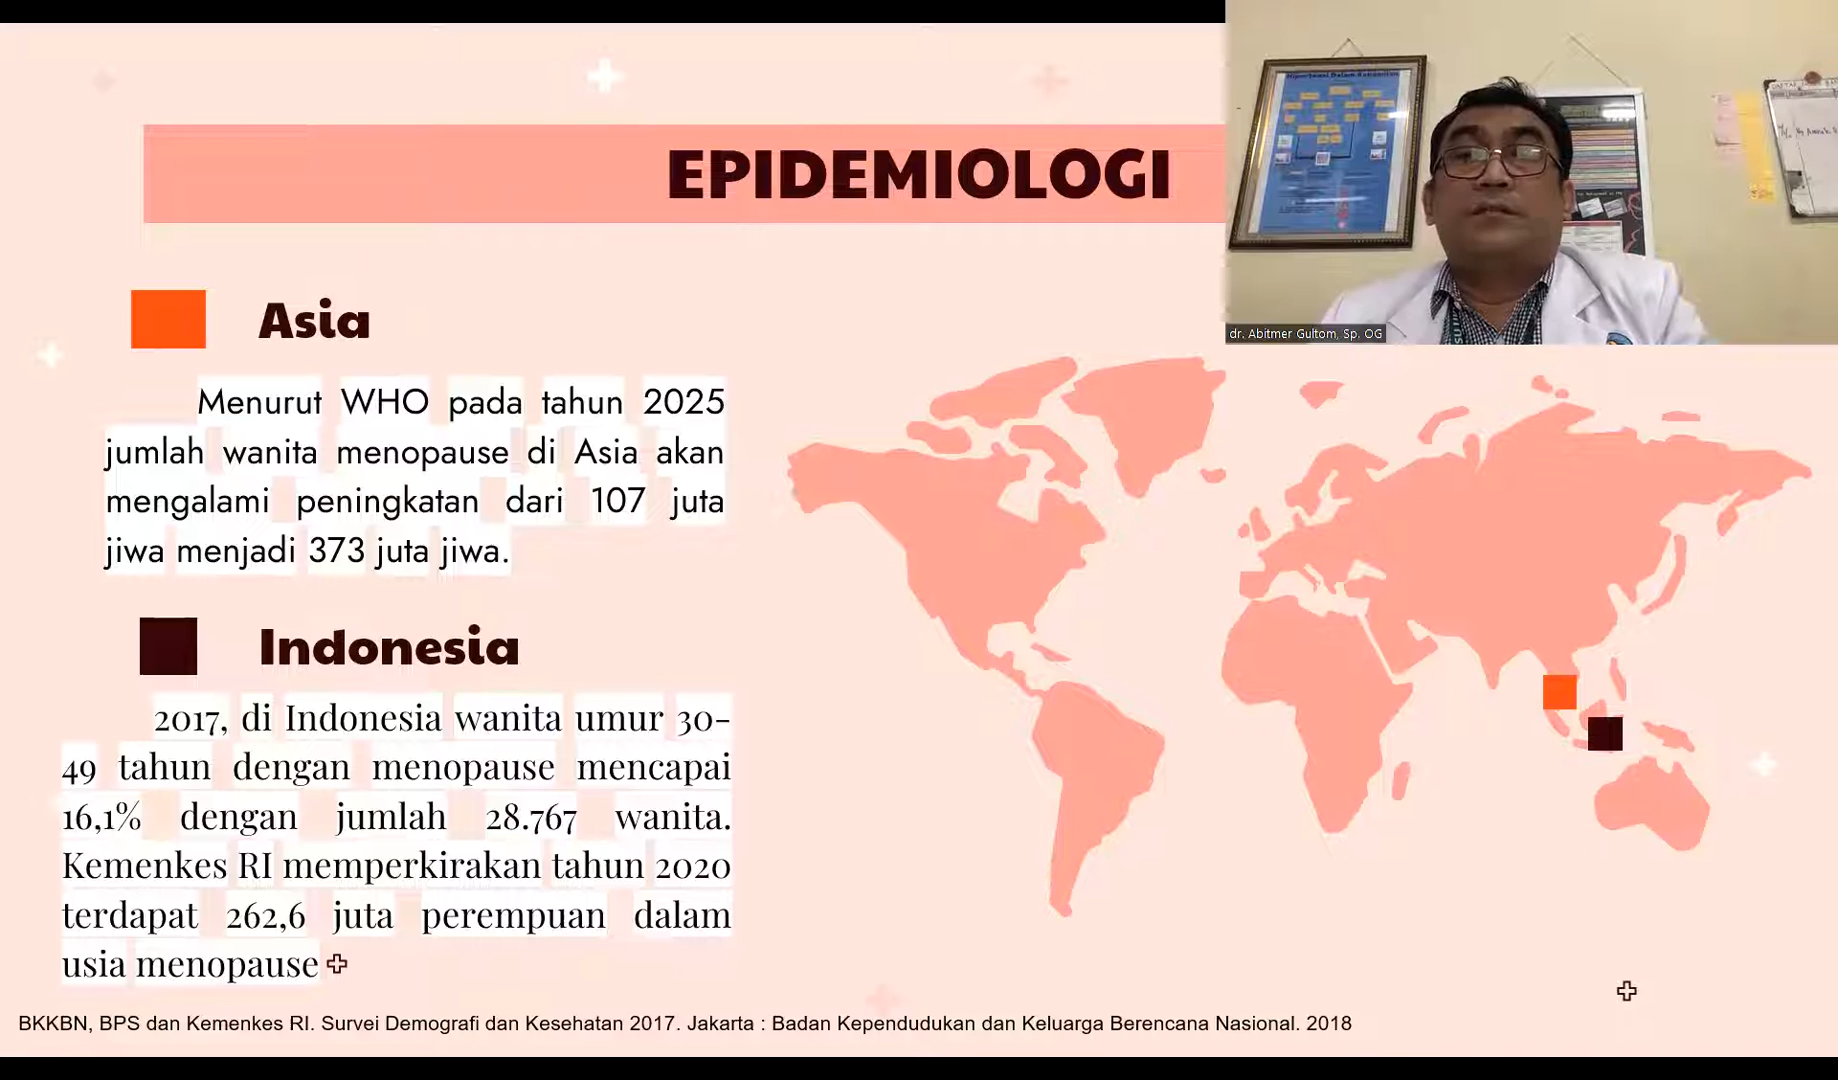 EPIDEMIOLOGI
dr. Abitmer Gultom, Sp. OG
Asia
Menurut WHO pada tahun 2025
jumlah wanita menopause di Asia akan
mengalami peningkatan dari 107 juta
jiwa menjadi 373 juta jiwa.
Indonesia
2017, di Indonesia wanita umur 30-
49 tahun dengan menopause mencapai
16,1% dengan jumlah 28.767 wanita.
Kemenkes RI memperkirakan tahun 2020
terdapat 262,6 juta perempuan dalam
usia menopause
BKKBN, BPS dan Kemenkes RI. Survei Demografi dan Kesehatan 2017. Jakarta : Badan Kependudukan dan Keluarga Berencana Nasional. 2018